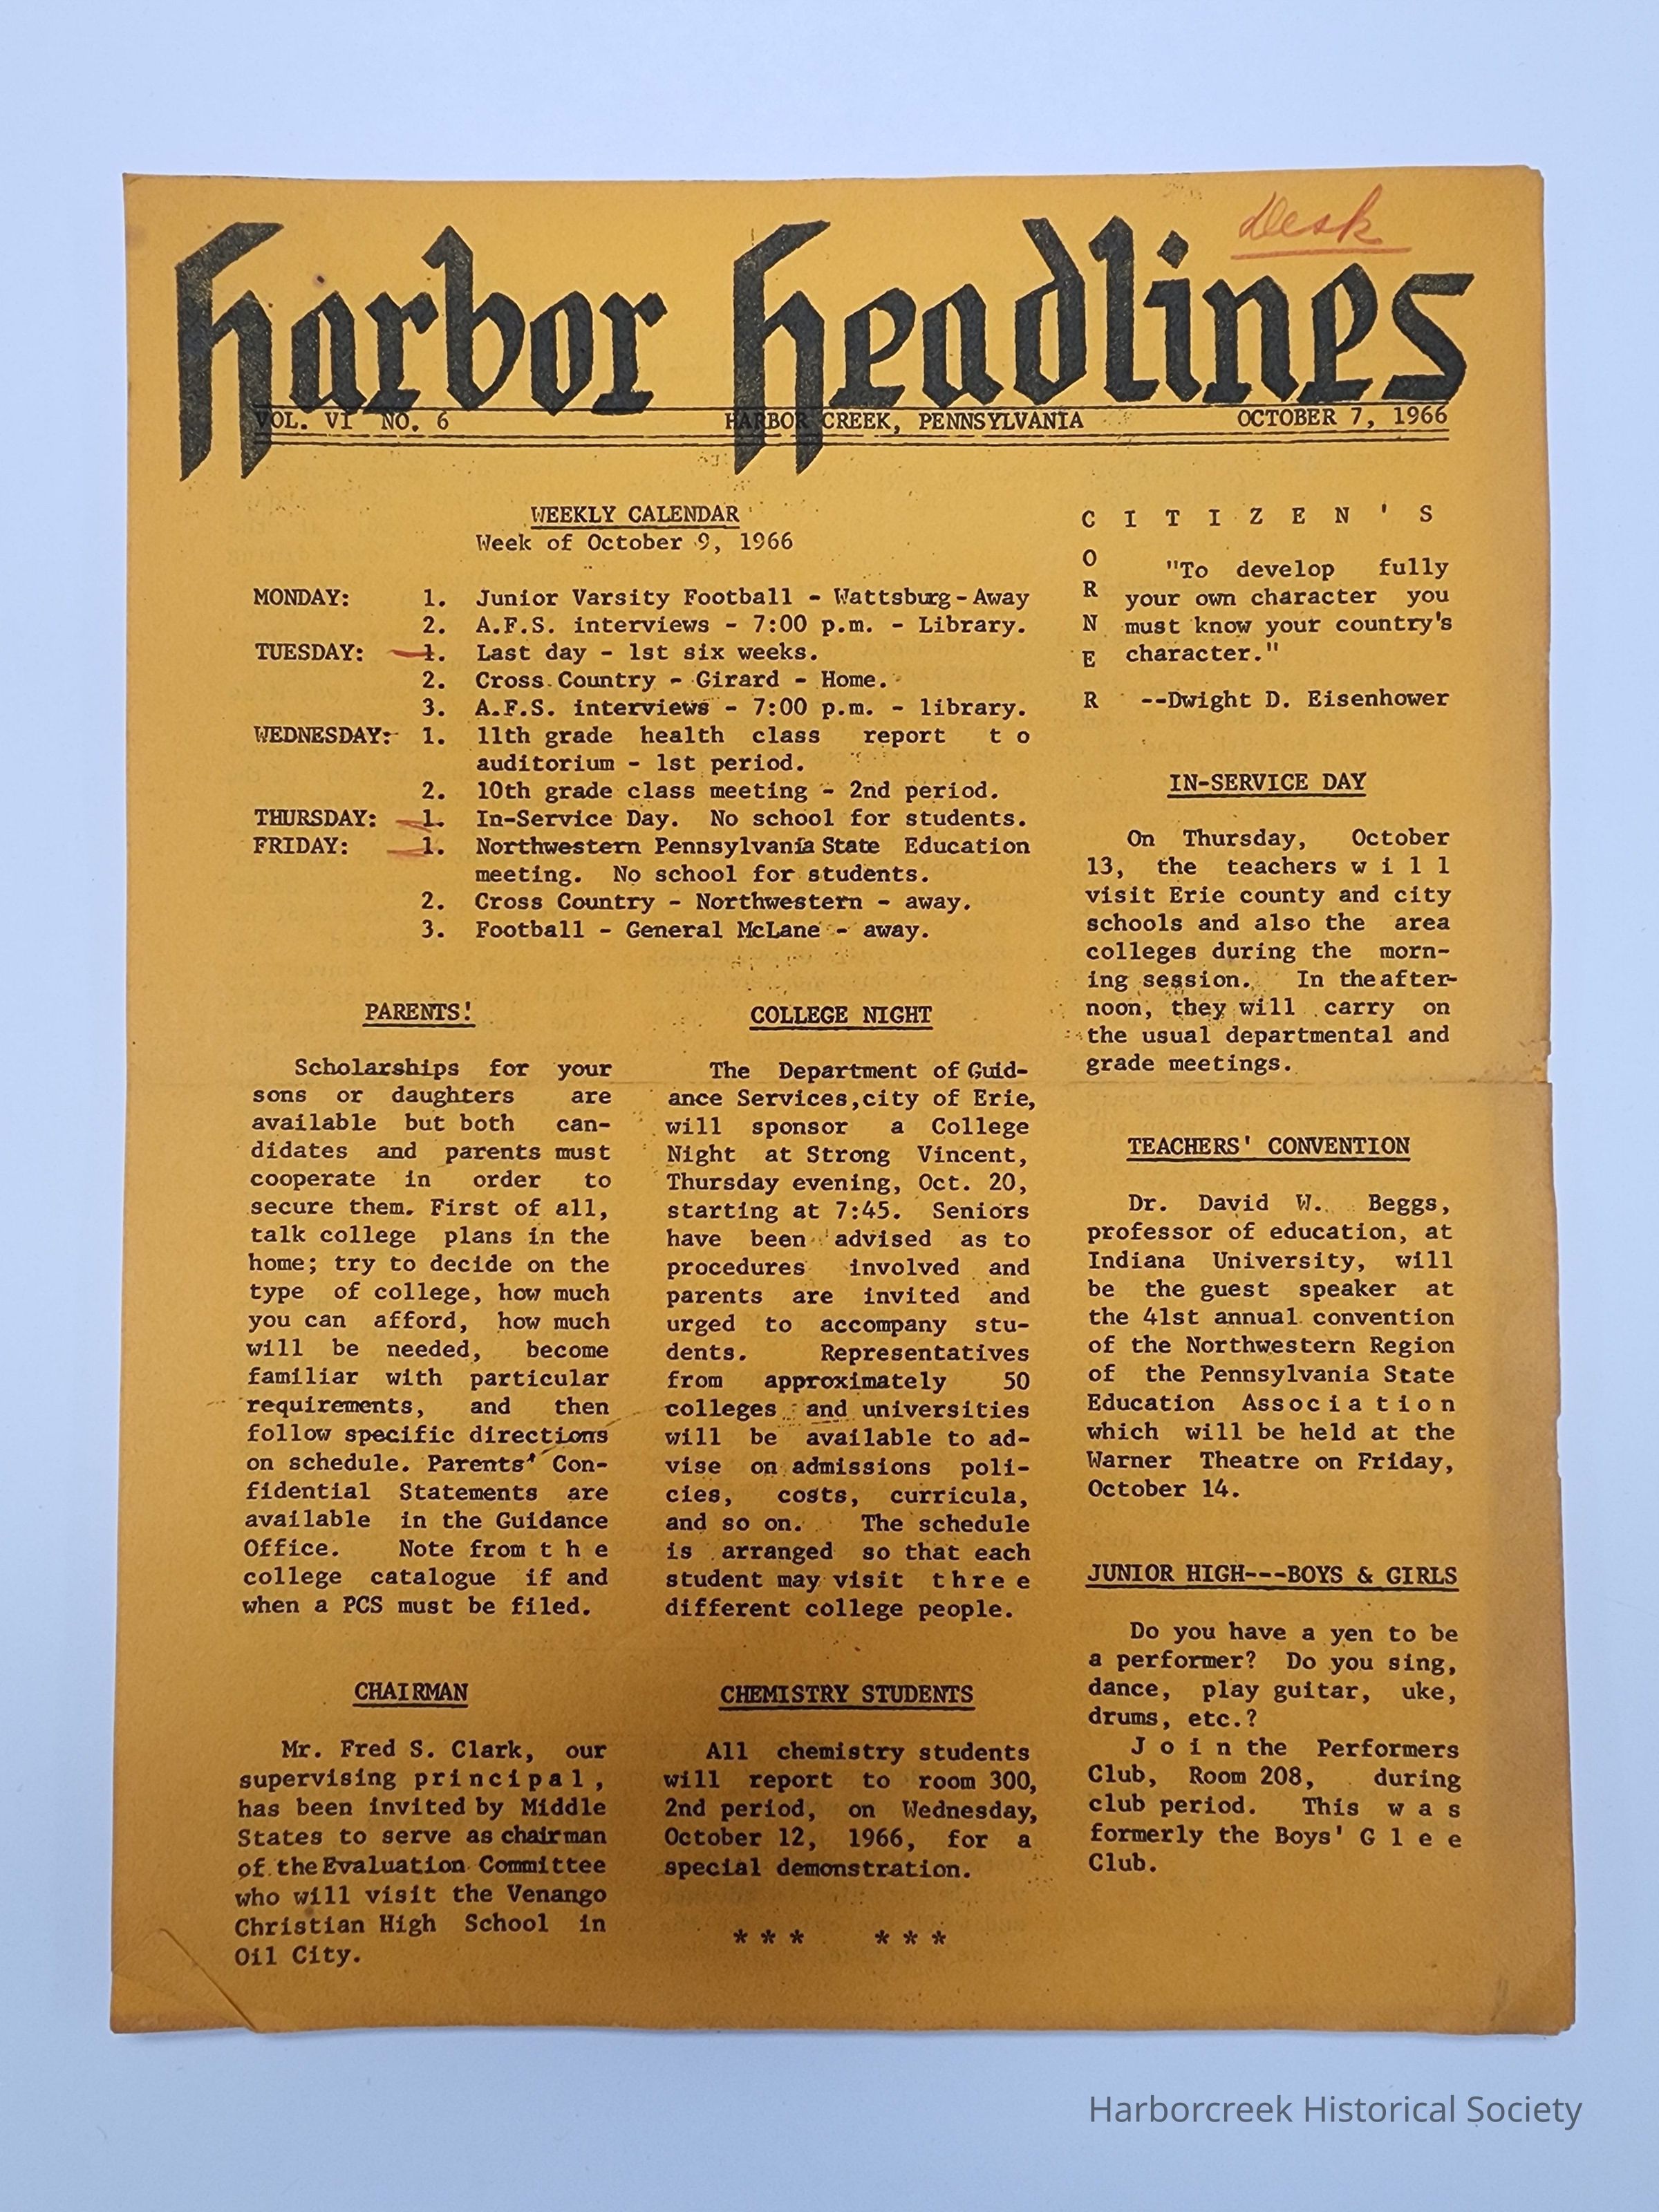 Desk
harbor headlines
VOL. VI NO. 6 HARBOR CREEK, PENNSYLVANIA OCTOBER 7, 1966
WEEKLY CALENDAR
Week of October 9, 1966
MONDAY: 1. Junior Varsity Football - Wattsburg - Away
2. A.F.S. interviews - 7:00 p.m. - Library.
TUESDAY: 1. Last day - 1st six weeks.
2. Cross Country - Girard - Home.
3. A.F.S. interviews - 7:00 p.m. - library.
WEDNESDAY: 1. 11th grade health class report to
auditorium - 1st period.
2. 10th grade class meeting - 2nd period.
THURSDAY: 1. In-Service Day. No school for students.
FRIDAY: 1. Northwestern Pennsylvania State Education
meeting. No school for students.
2. Cross Country - Northwestern - away.
3. Football - General McLane - away.
PARENTS!
Scholarships for your
sons or daughters are
available but both can-
didates and parents must
cooperate in order to
secure them. First of all,
talk college plans in the
home; try to decide on the
type of college, how much
you can afford, how much
will be needed, become
familiar with particular
requirements, and then
follow specific directions
on schedule. Parents' Con-
fidential Statements are
available in the Guidance
Office. Note from the
college catalogue if and
when a PCS must be filed.
CHAIRMAN
Mr. Fred S. Clark, our
supervising principal,
has been invited by Middle
States to serve as chairman
of the Evaluation Committee
who will visit the Venango
Christian High School in
Oil City.
COLLEGE NIGHT
The Department of Guid-
ance Services,city of Erie,
will sponsor a College
Night at Strong Vincent,
Thursday evening, Oct. 20,
starting at 7:45. Seniors
have been advised as to
procedures involved and
parents are invited and
urged to accompany stu-
dents. Representatives
from approximately 50
colleges and universities
will be available to ad-
vise on admissions poli-
cies, costs, curricula,
and so on. The schedule
is arranged so that each
student may visit three
different college people.
CHEMISTRY STUDENTS
All chemistry students
will report to room 300,
2nd period, on Wednesday,
October 12, 1966, for a
special demonstration.
* * * * * *
CITIZEN'S
CORNER
"To develop fully
your own character you
must know your country's
character."
--Dwight D. Eisenhower
IN-SERVICE DAY
On Thursday, October
13, the teachers will
visit Erie county and city
schools and also the area
colleges during the morn-
ing session. In the after-
noon, they will carry on
the usual departmental and
grade meetings.
TEACHERS' CONVENTION
Dr. David W. Beggs,
professor of education, at
Indiana University, will
be the guest speaker at
the 41st annual convention
of the Northwestern Region
of the Pennsylvania State
Education Association
which will be held at the
Warner Theatre on Friday,
October 14.
JUNIOR HIGH---BOYS & GIRLS
Do you have a yen to be
a performer? Do you sing,
dance, play guitar, uke,
drums, etc.?
Join the Performers
Club, Room 208, during
club period. This was
formerly the Boys' Glee
Club.
Harborcreek Historical Society